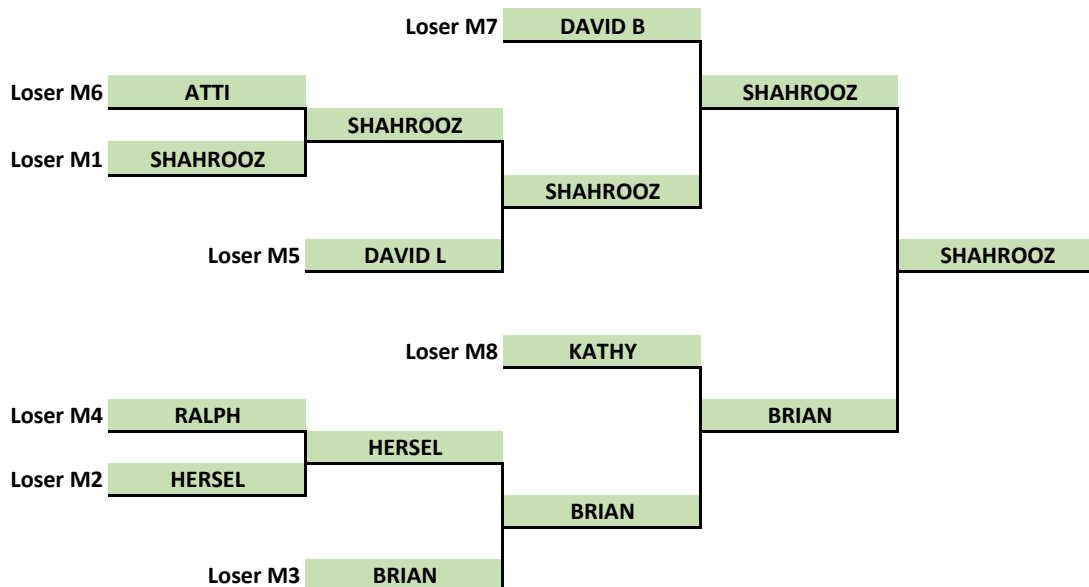 Loser M7 DAVID B
Loser M6 ATTI SHAHROOZ
SHAHROOZ
Loser M1 SHAHROOZ
SHAHROOZ
Loser M5 DAVID L SHAHROOZ
Loser M8 KATHY
Loser M4 RALPH BRIAN
HERSEL
Loser M2 HERSEL
BRIAN
Loser M3 BRIAN